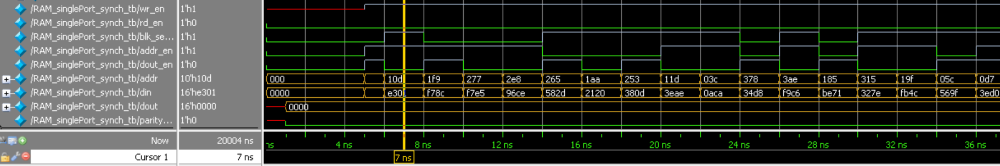 /RAM_singlePort_synch_tb/wr_en 1'h1
/RAM_singlePort_synch_tb/rd_en 1'h0
/RAM_singlePort_synch_tb/blk_se... 1'h1
/RAM_singlePort_synch_tb/addr_en 1'h1
/RAM_singlePort_synch_tb/dout_en 1'h0
/RAM_singlePort_synch_tb/addr 10'h10d 000 10d 1f9 277 2e8 265 1aa 253 11d 03c 378 3ae 185 315 19f 05c 0d7
/RAM_singlePort_synch_tb/din 16'he301 0000 e301 f78c f7e5 96ce 582d 2120 380d 3eae 0aca 34d8 f9c6 be71 327e fb4c 569f 3ed0
/RAM_singlePort_synch_tb/dout 16'h0000 0000
/RAM_singlePort_synch_tb/parity... 1'h0
Now 20004 ns ns 4 ns 8 ns 12 ns 16 ns 20 ns 24 ns 28 ns 32 ns 36 ns
Cursor 1 7 ns 7 ns